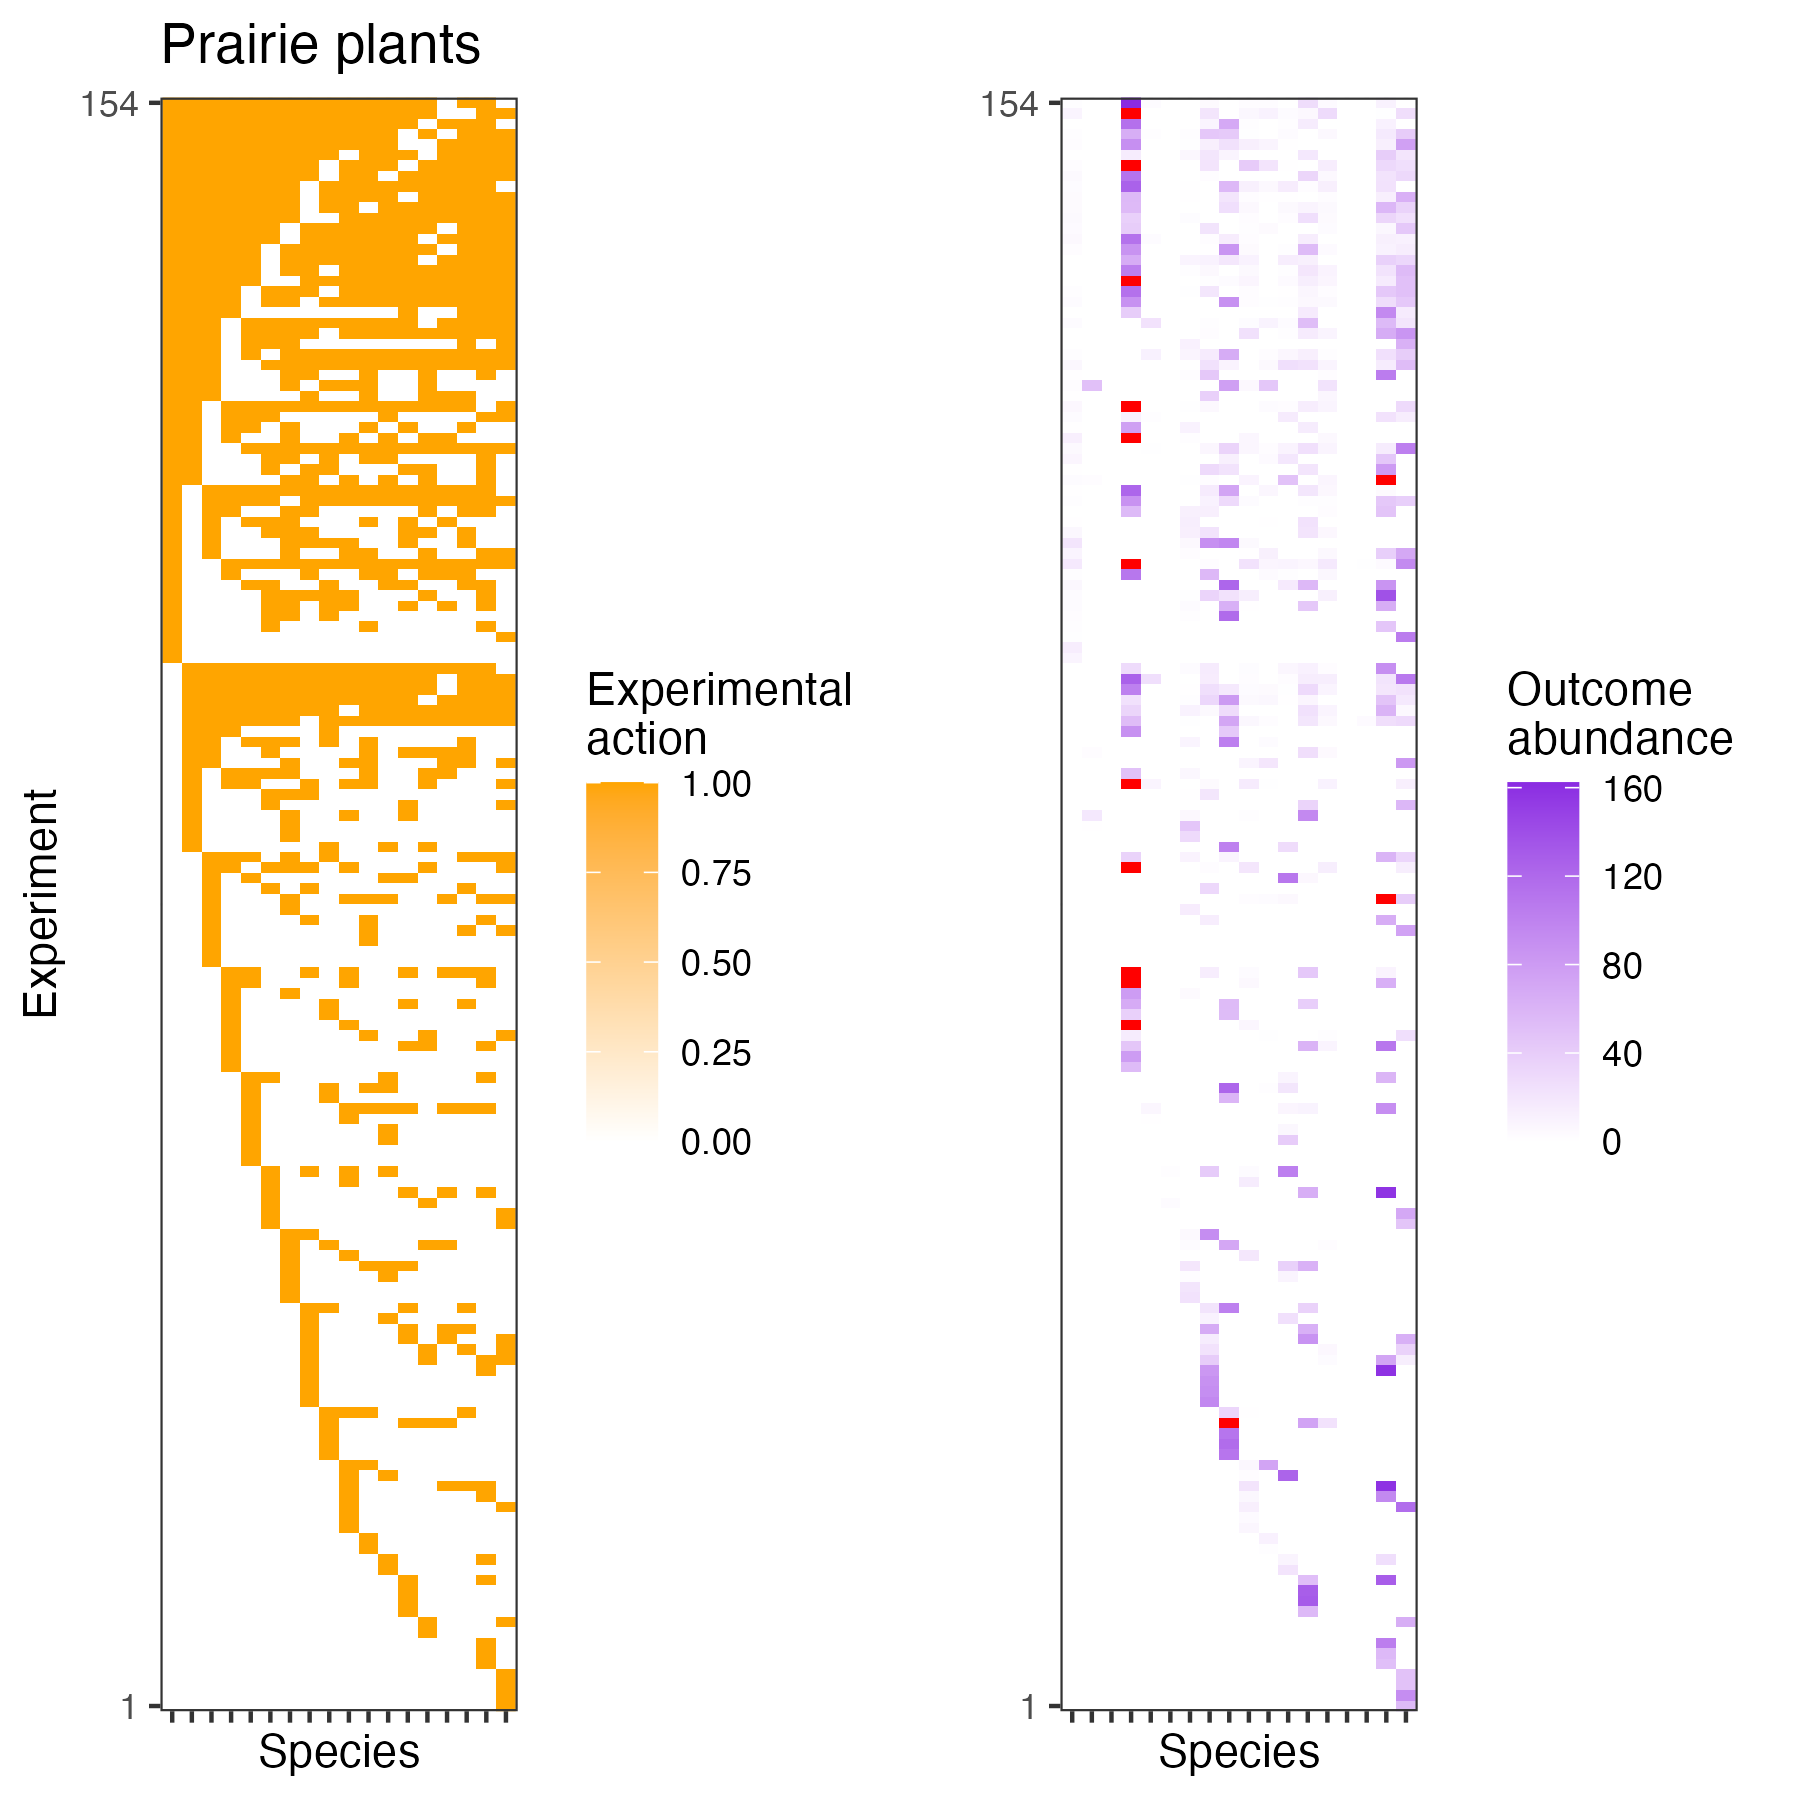 Prairie plants
154
1
Experiment
Species
Experimental
action
1.00
0.75
0.50
0.25
0.00
154
1
Species
Outcome
abundance
160
120
80
40
0